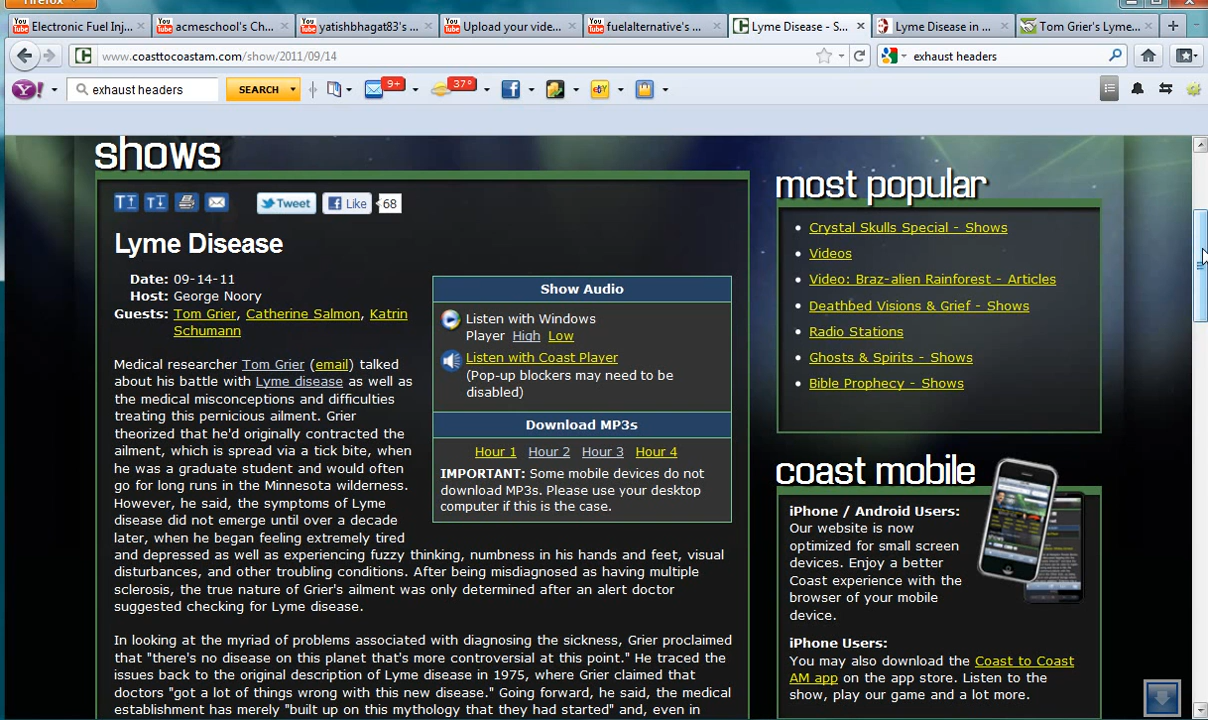 Firefox
Electronic Fuel Inj...
acmeschool's Ch...
yatishbhagat83's ...
Upload your vide...
fuelalternative's ...
Lyme Disease - S...
Lyme Disease in ...
Tom Grier's Lyme...
www.coasttocoastam.com/show/2011/09/14
exhaust headers
exhaust headers
SEARCH
9+
37°
shows
Tweet
Like
68
Lyme Disease
Date: 09-14-11
Host: George Noory
Guests: Tom Grier, Catherine Salmon, Katrin
Schumann
Show Audio
Listen with Windows
Player High Low
Listen with Coast Player
(Pop-up blockers may need to be
disabled)
Download MP3s
Hour 1 Hour 2 Hour 3 Hour 4
IMPORTANT: Some mobile devices do not
download MP3s. Please use your desktop
computer if this is the case.
Medical researcher Tom Grier (email) talked
about his battle with Lyme disease as well as
the medical misconceptions and difficulties
treating this pernicious ailment. Grier
theorized that he'd originally contracted the
ailment, which is spread via a tick bite, when
he was a graduate student and would often
go for long runs in the Minnesota wilderness.
However, he said, the symptoms of Lyme
disease did not emerge until over a decade
later, when he began feeling extremely tired
and depressed as well as experiencing fuzzy thinking, numbness in his hands and feet, visual
disturbances, and other troubling conditions. After being misdiagnosed as having multiple
sclerosis, the true nature of Grier's ailment was only determined after an alert doctor
suggested checking for Lyme disease.
In looking at the myriad of problems associated with diagnosing the sickness, Grier proclaimed
that "there's no disease on this planet that's more controversial at this point." He traced the
issues back to the original description of Lyme disease in 1975, where Grier claimed that
doctors "got a lot of things wrong with this new disease." Going forward, he said, the medical
establishment has merely "built up on this mythology that they had started" and, even in
most popular
Crystal Skulls Special - Shows
Videos
Video: Braz-alien Rainforest - Articles
Deathbed Visions & Grief - Shows
Radio Stations
Ghosts & Spirits - Shows
Bible Prophecy - Shows
coast mobile
iPhone / Android Users:
Our website is now
optimized for small screen
devices. Enjoy a better
Coast experience with the
browser of your mobile
device.
iPhone Users:
You may also download the Coast to Coast
AM app on the app store. Listen to the
show, play our game and a lot more.